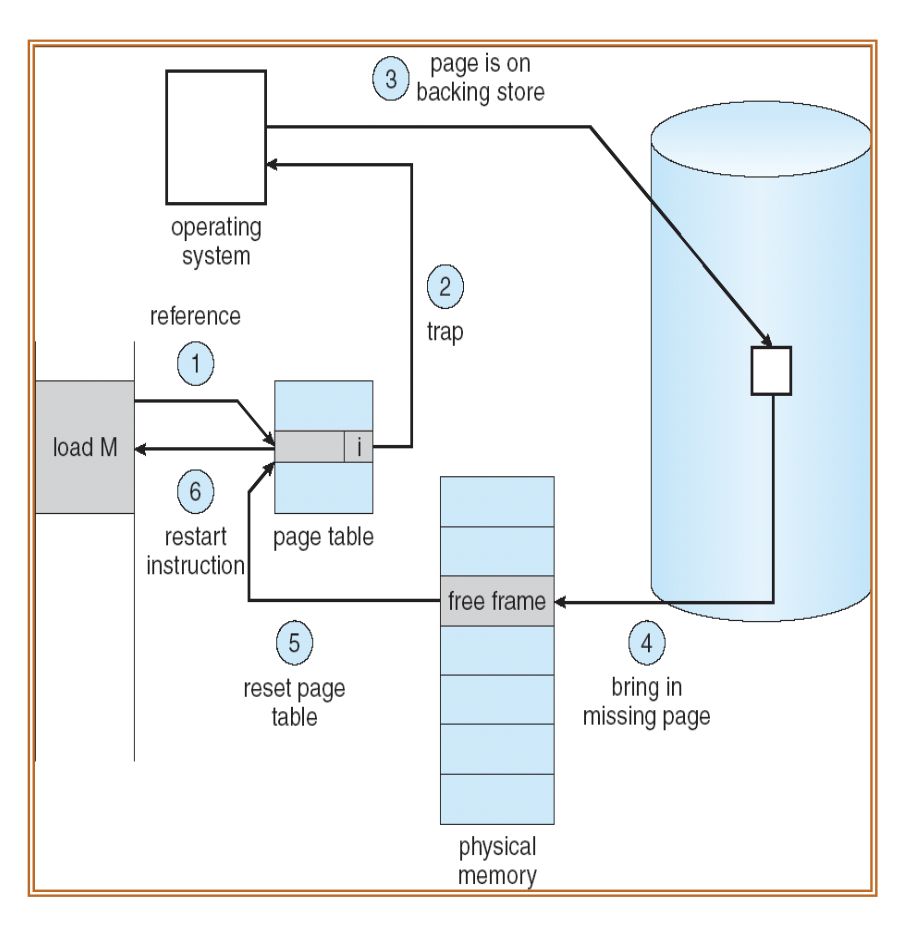 3
page is on
backing store
operating
system
2
trap
reference
1
load M
i
6
restart
instruction
page table
free frame
5
reset page
table
4
bring in
missing page
physical
memory